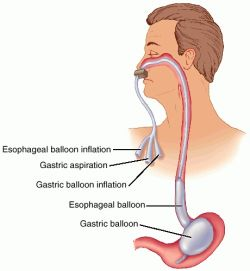 Esophageal balloon inflation
Gastric aspiration
Gastric balloon inflation
Esophageal balloon
Gastric balloon